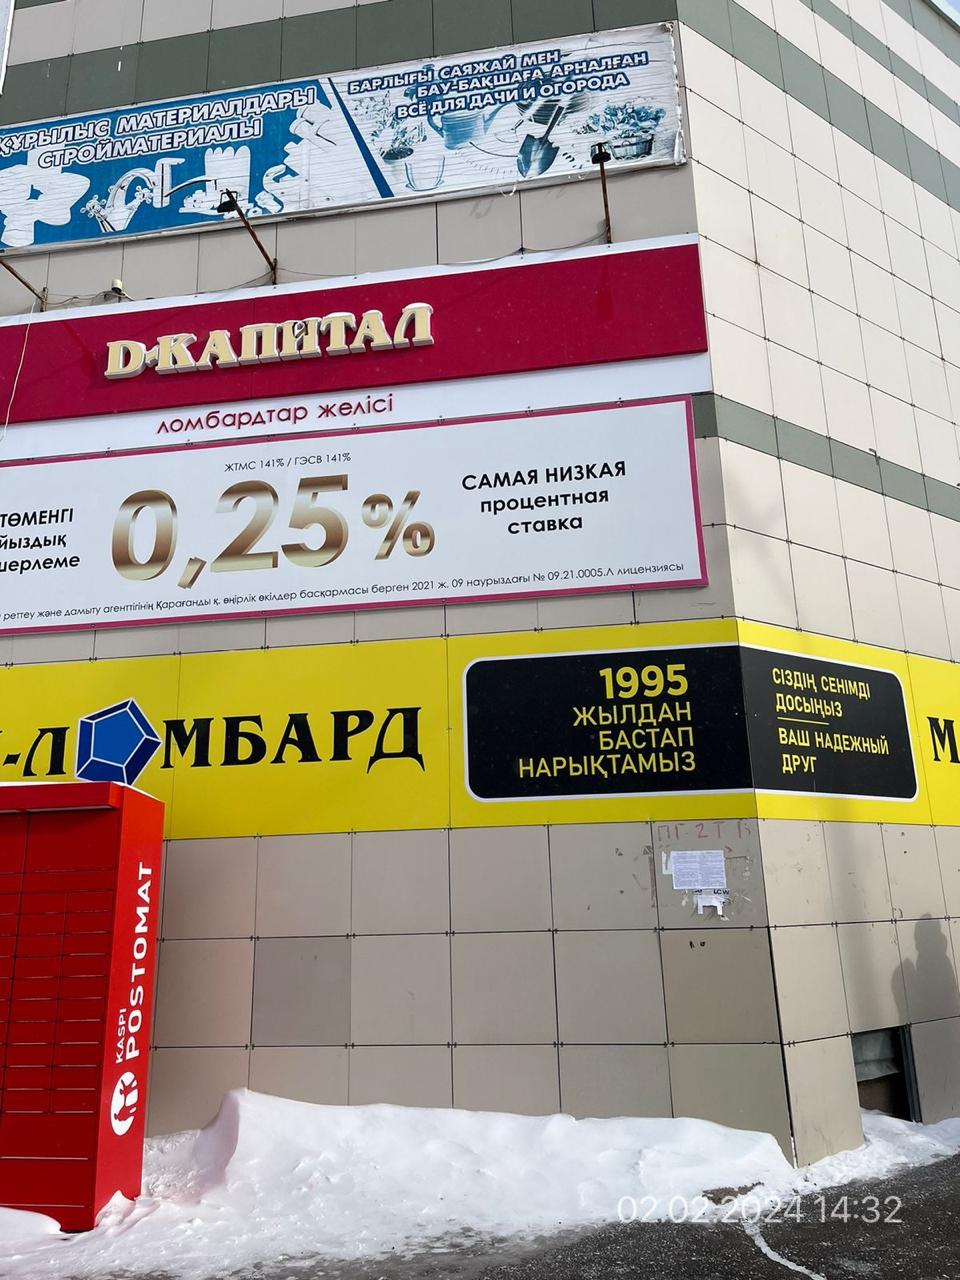 ҚҰРЫЛЫС МАТЕРИАЛДАРЫ
СТРОЙМАТЕРИАЛЫ
БАРЛЫҒЫ САЯЖАЙ МЕН
БАУ-БАҚШАҒА АРНАЛҒАН
ВСЁ ДЛЯ ДАЧИ И ОГОРОДА
D-КАПИТАЛ
ломбардтар желісі
ЖТМС 141% / ГЭСВ 141%
ТӨМЕНГІ
0,25%
САМАЯ НИЗКАЯ
процентная
ставка
реттеу және дамыту агенттігінің Қарағанды қ. өңірлік өкілдер басқармасы берген 2021 ж. 09 наурыздағы № 09.21.0005.Л лицензиясы
-ЛОМБАРД
1995
ЖЫЛДАН
БАСТАП
НАРЫҚТАМЫЗ
СІЗДІҢ СЕНІМДІ
ДОСЫҢЫЗ
ВАШ НАДЕЖНЫЙ
ДРУГ
М
LCW
KASPI
POSTOMAT
02.02.2024 14:32